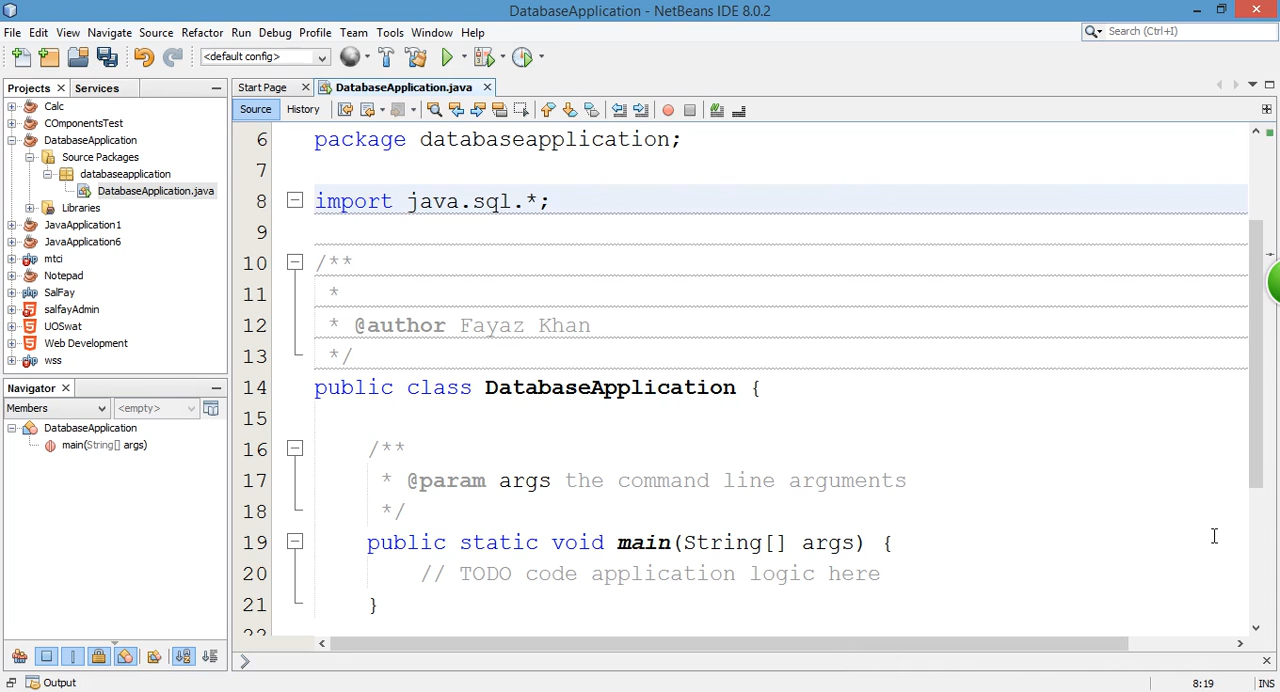 DatabaseApplication - NetBeans IDE 8.0.2
File Edit View Navigate Source Refactor Run Debug Profile Team Tools Window Help
Search (Ctrl+I)
<default config>
Projects Services
Start Page DatabaseApplication.java
Source History
Calc
COmponentsTest
DatabaseApplication
Source Packages
databaseapplication
DatabaseApplication.java
Libraries
JavaApplication1
JavaApplication6
mtci
Notepad
SalFay
salfayAdmin
UOSwat
Web Development
wss
Navigator
Members <empty>
DatabaseApplication
main(String[] args)
6 package databaseapplication;
7
8 import java.sql.*;
9
10 /**
11 *
12 * @author Fayaz Khan
13 */
14 public class DatabaseApplication {
15
16 /**
17 * @param args the command line arguments
18 */
19 public static void main(String[] args) {
20 // TODO code application logic here
21 }
22
Output
8:19 INS